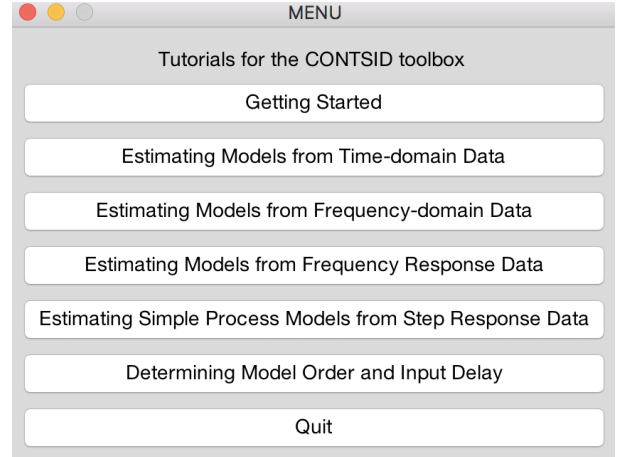 MENU
Tutorials for the CONTSID toolbox
Getting Started
Estimating Models from Time-domain Data
Estimating Models from Frequency-domain Data
Estimating Models from Frequency Response Data
Estimating Simple Process Models from Step Response Data
Determining Model Order and Input Delay
Quit